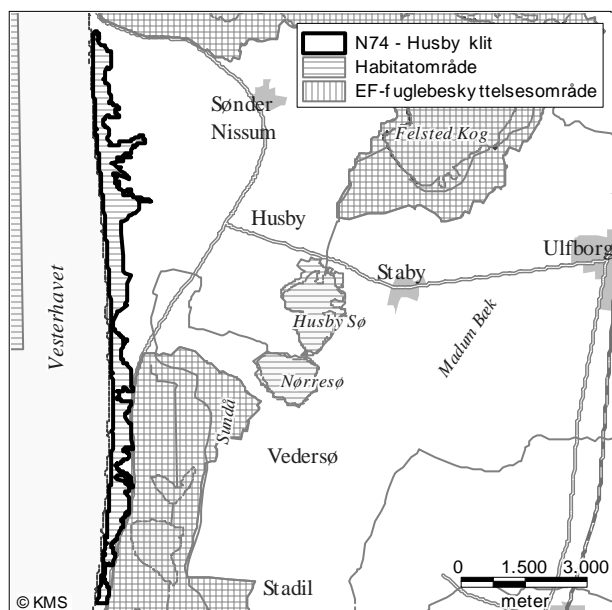 N74 - Husby klit
Habitatområde
EF-fuglebeskyttelsesområde
Sønder
Nissum
Felsted Kog
Husby
Ulfborg
Staby
Vesterhavet
Husby Sø
Madum Bæk
Nørresø
Sundå
Vedersø
Stadil
0 1.500 3.000
meter
© KMS